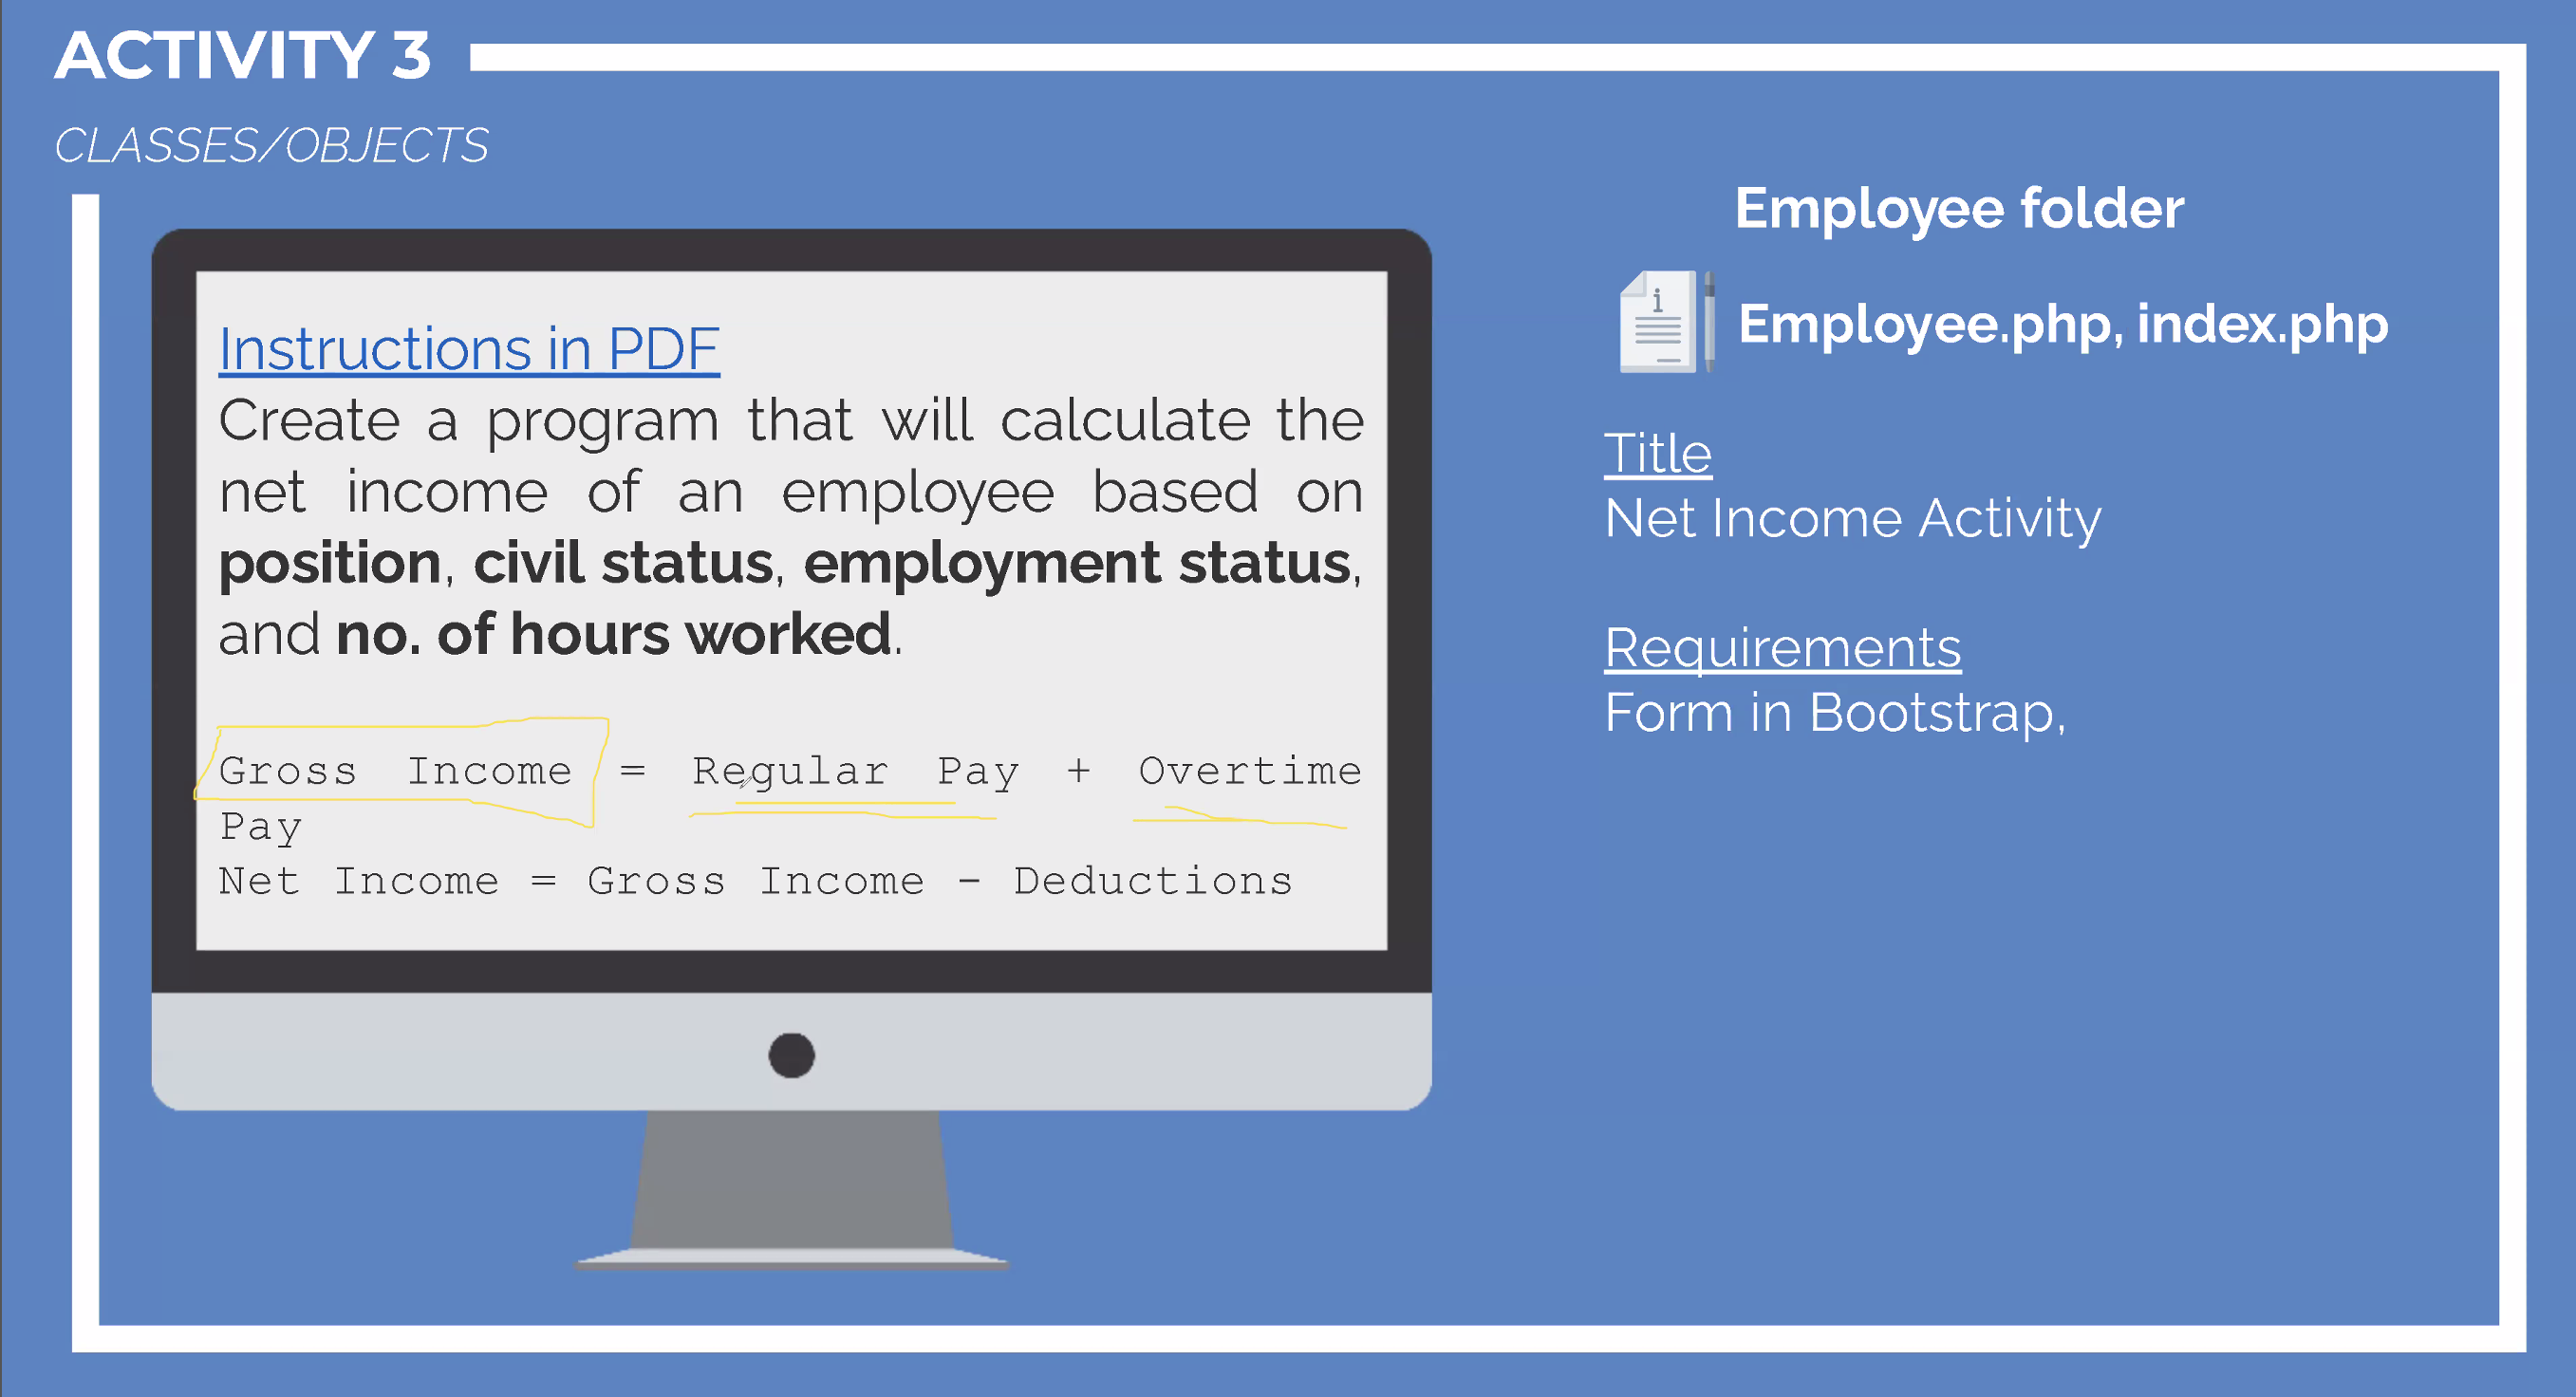 ACTIVITY 3
CLASSES/OBJECTS
Instructions in PDF
Create a program that will calculate the
net income of an employee based on
position, civil status, employment status,
and no. of hours worked.
Gross Income = Regular Pay + Overtime
Pay
Net Income = Gross Income - Deductions
Employee folder
i
Employee.php, index.php
Title
Net Income Activity
Requirements
Form in Bootstrap,